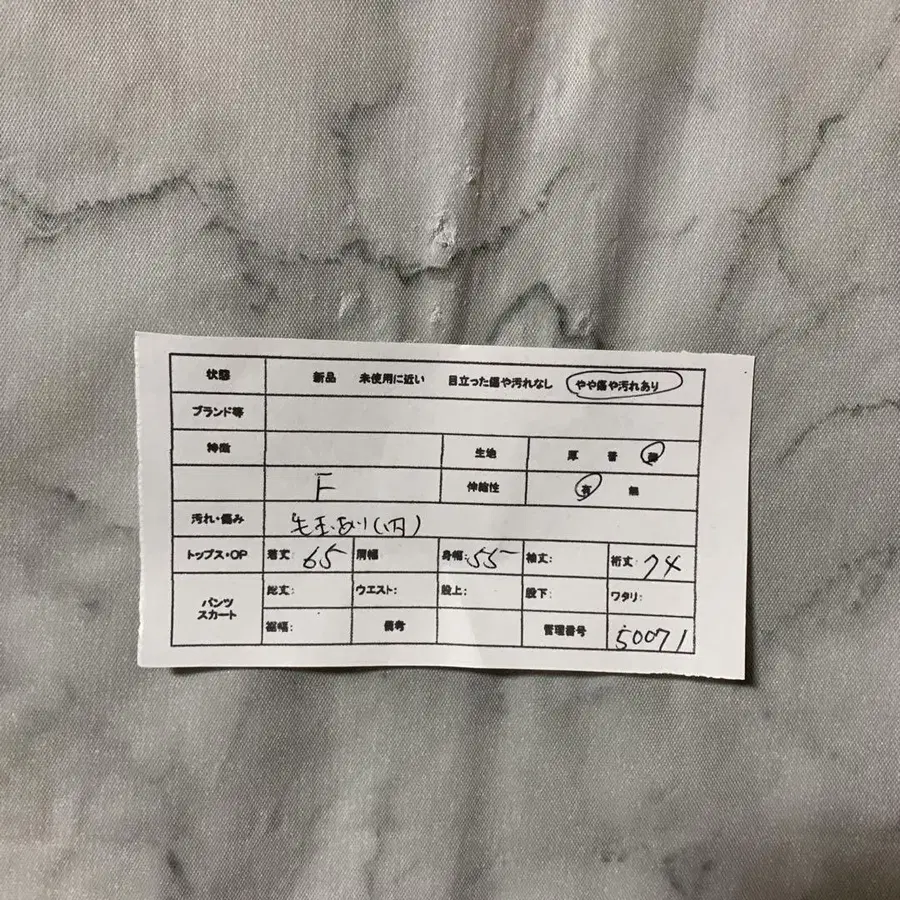 状態 新品 未使用に近い 目立った傷や汚れなし やや傷や汚れあり
ブランド等
特徴 生地 厚 普 薄
F 伸縮性 有 無
汚れ・傷み 毛玉あり(内)
トップス・OP 着丈: 65 肩幅 身幅: 55 袖丈: 裄丈: 74
パンツ スカート 総丈: ウエスト: 股上: 股下: ワタリ:
裾幅: 備考 管理番号 50071